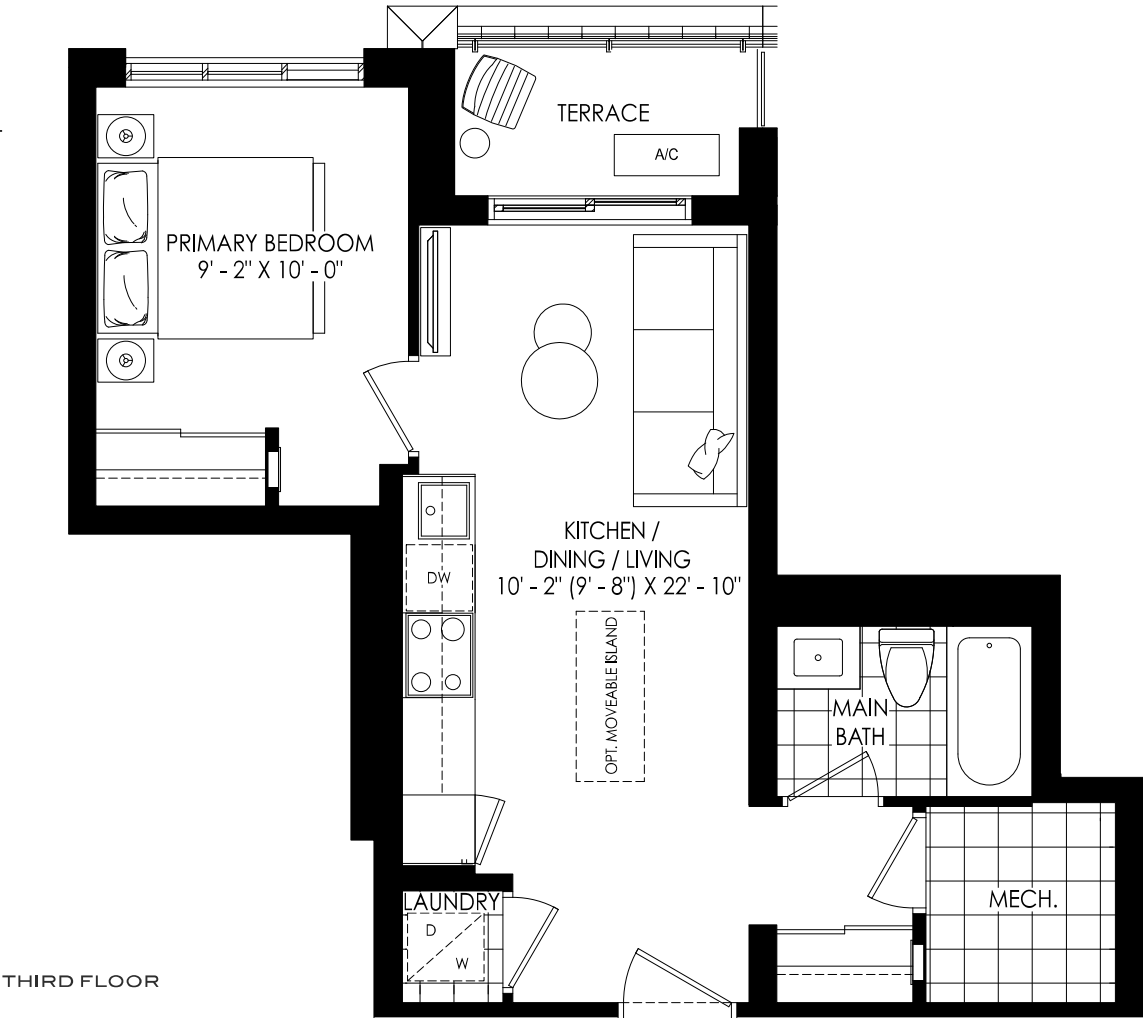 TERRACE
A/C
PRIMARY BEDROOM
9' - 2" X 10' - 0"
KITCHEN /
DINING / LIVING
10' - 2" (9' - 8") X 22' - 10"
DW
OPT. MOVEABLE ISLAND
MAIN
BATH
LAUNDRY
D
W
MECH.
THIRD FLOOR